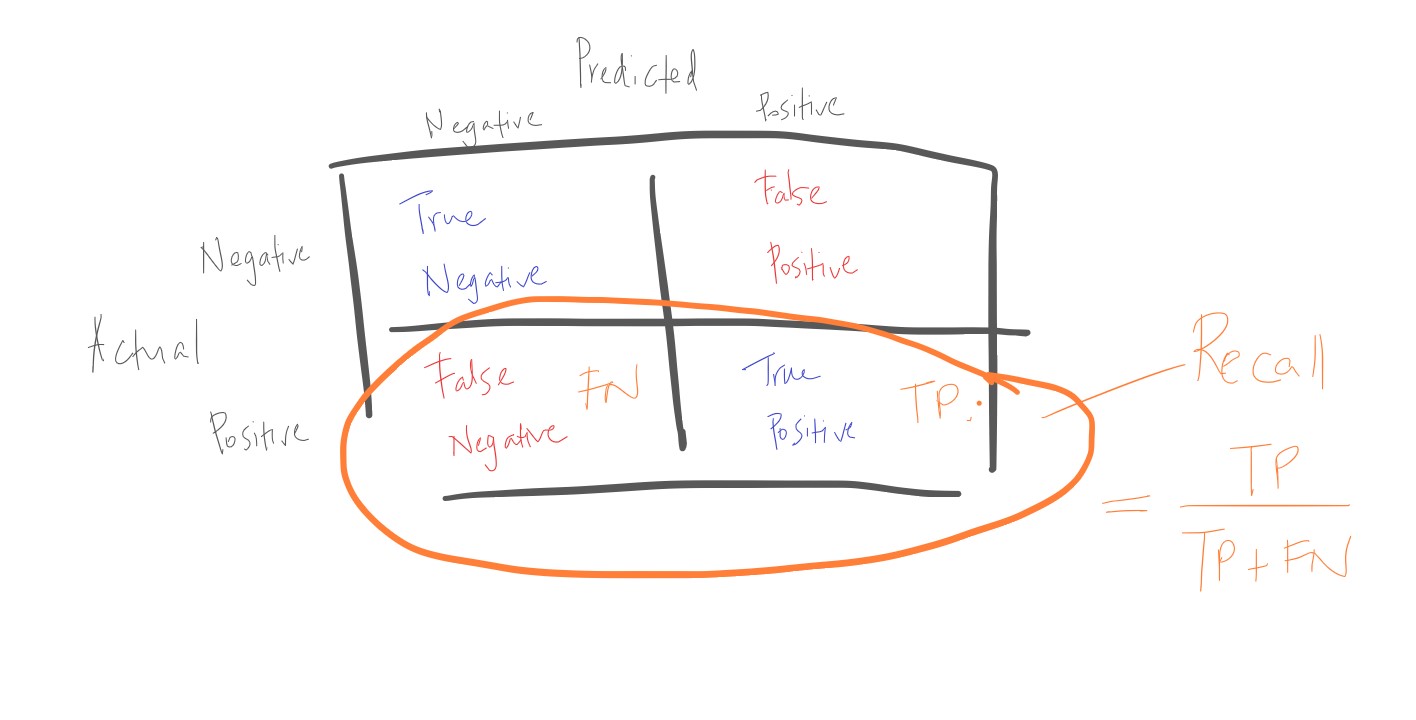 Predicted
Negative Positive
True
Negative
False
Positive
Negative
Actual
Positive
False
Negative
FN
True
Positive
TP:
Recall
= TP
TP + FN